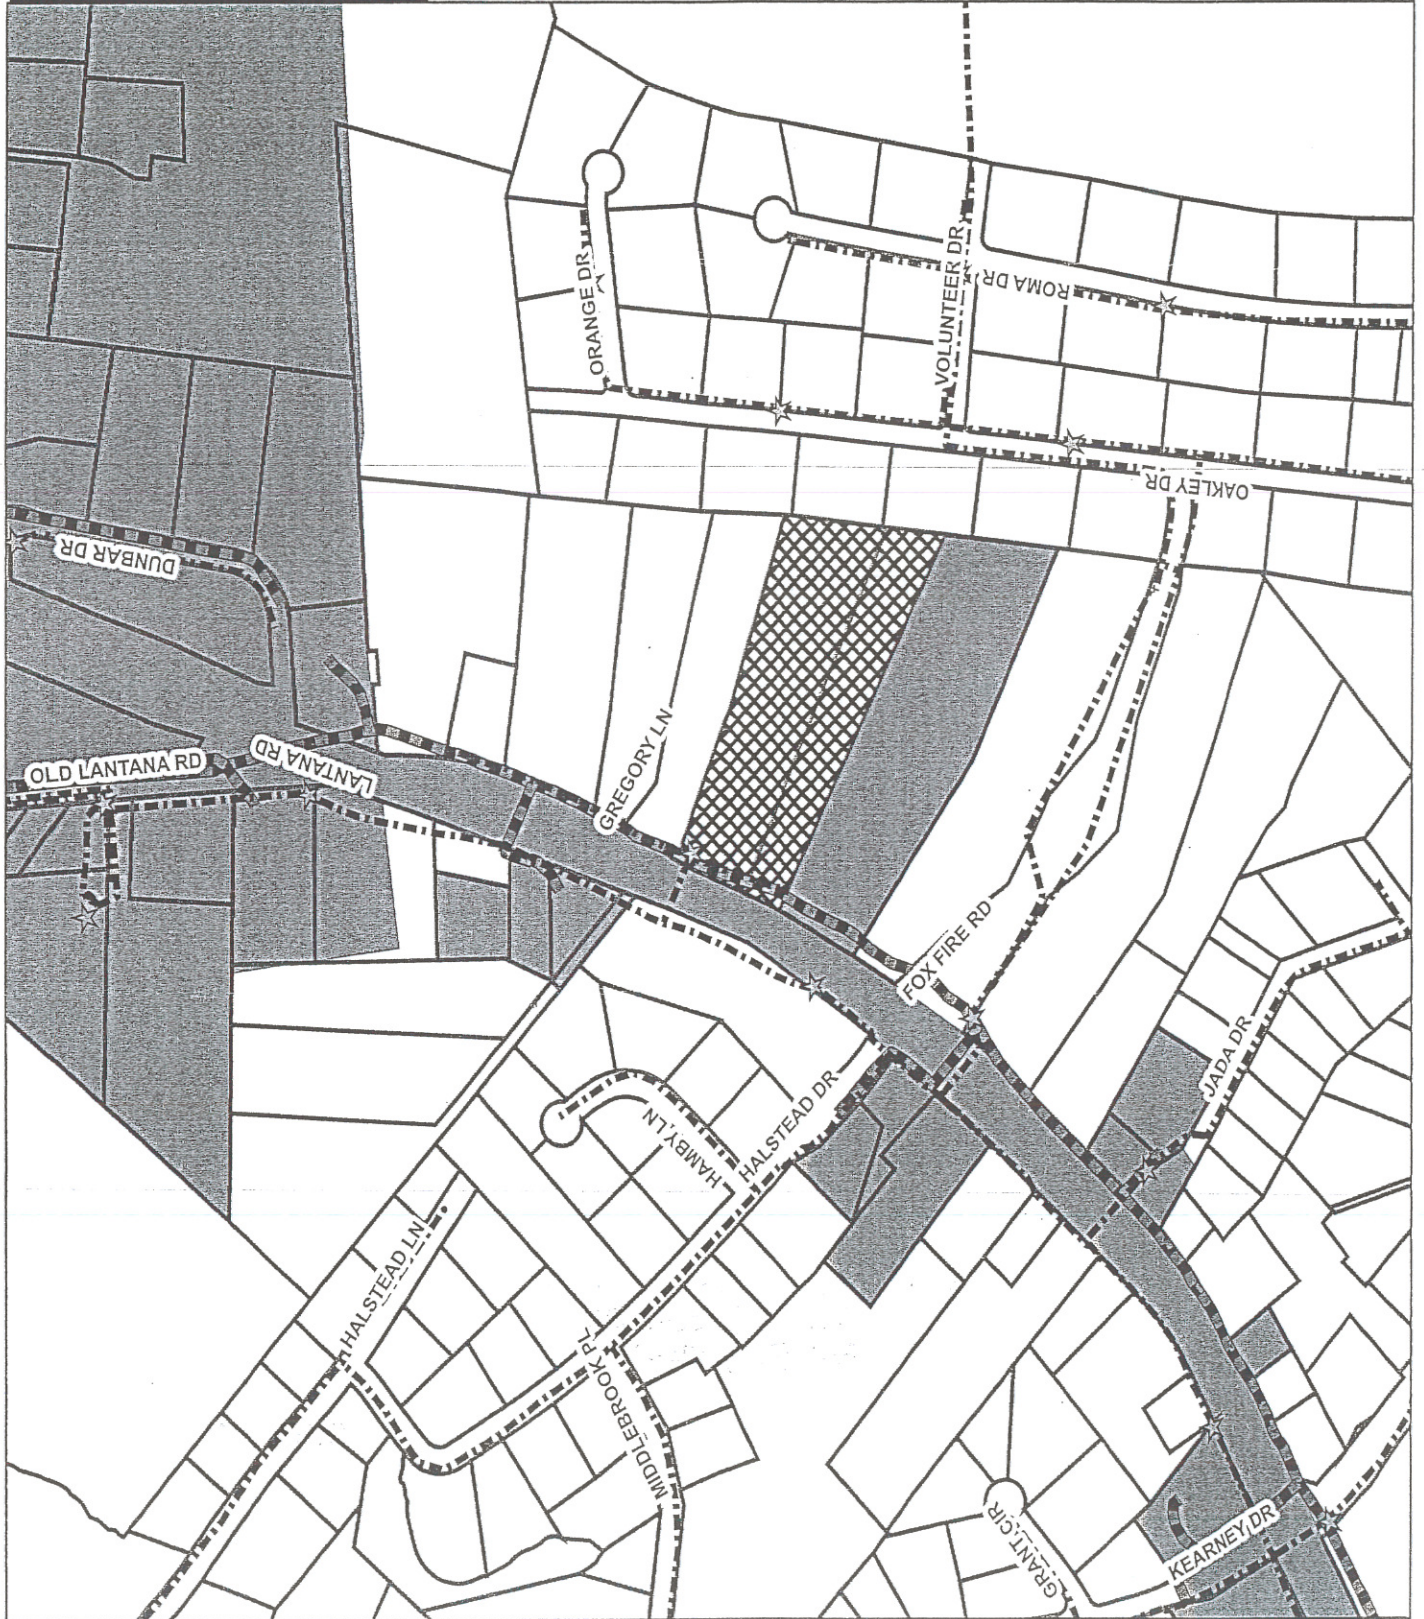 ORANGE DR
VOLUNTEER DR
ROMA DR
OAKLEY DR
DUNBAR DR
OLD LANTANA RD
LANTANA RD
GREGORY LN
FOX FIRE RD
JADA DR
HAMBY LN
HALSTEAD DR
HALSTEAD LN
MIDDLEBROOK PL
GRANT CIR
KEARNEY DR